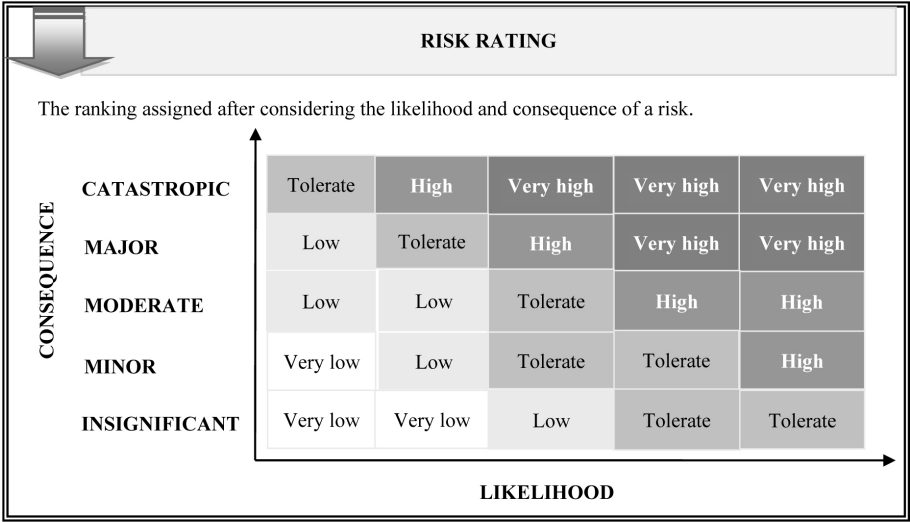 RISK RATING
The ranking assigned after considering the likelihood and consequence of a risk.
CONSEQUENCE
CATASTROPIC Tolerate High Very high Very high Very high
MAJOR Low Tolerate High Very high Very high
MODERATE Low Low Tolerate High High
MINOR Very low Low Tolerate Tolerate High
INSIGNIFICANT Very low Very low Low Tolerate Tolerate
LIKELIHOOD